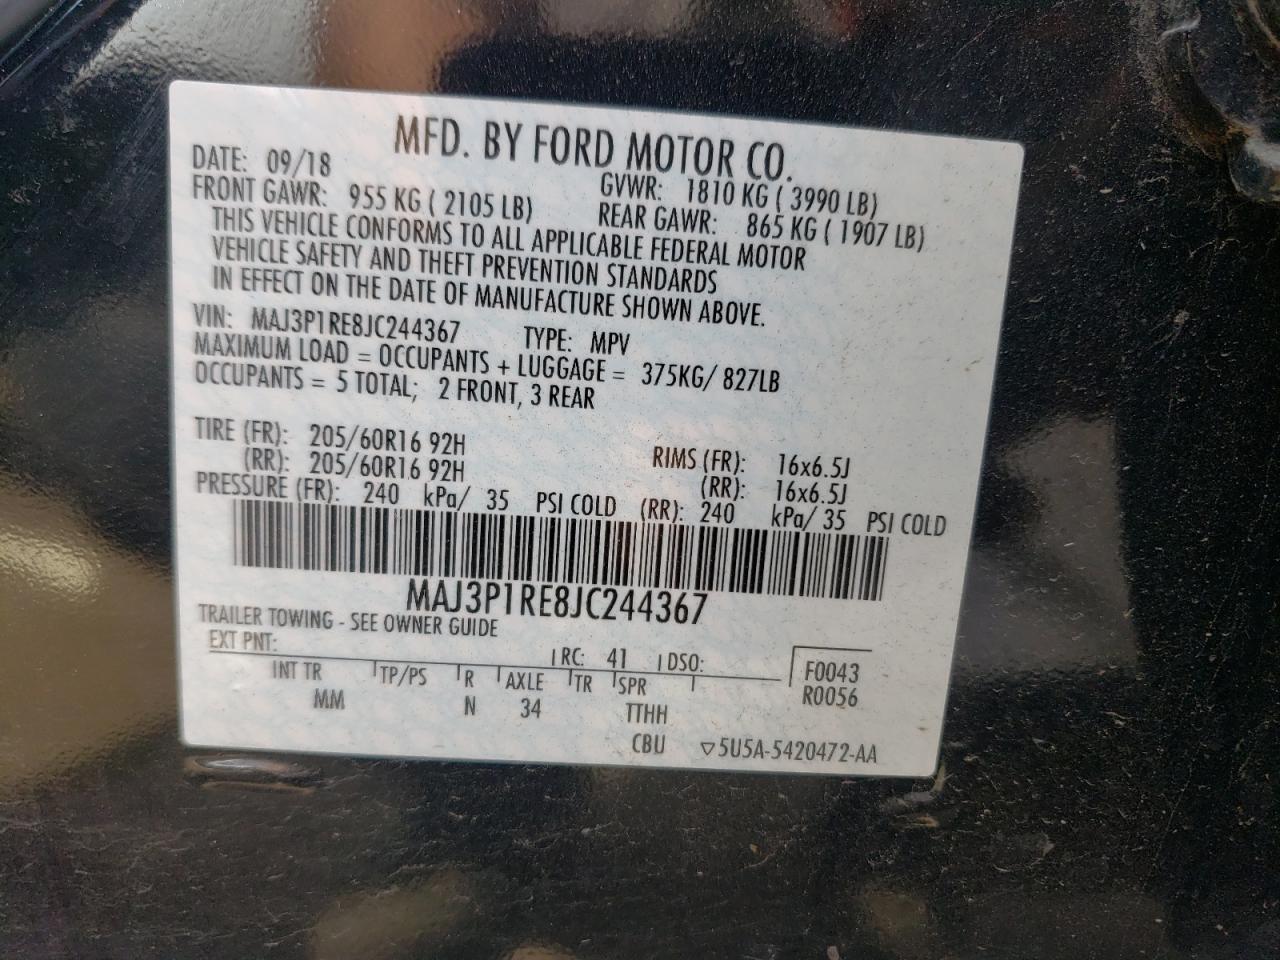 MFD. BY FORD MOTOR CO.
DATE: 09/18 GVWR: 1810 KG ( 3990 LB)
FRONT GAWR: 955 KG ( 2105 LB) REAR GAWR: 865 KG ( 1907 LB)
THIS VEHICLE CONFORMS TO ALL APPLICABLE FEDERAL MOTOR
VEHICLE SAFETY AND THEFT PREVENTION STANDARDS
IN EFFECT ON THE DATE OF MANUFACTURE SHOWN ABOVE.
VIN: MAJ3P1RE8JC244367 TYPE: MPV
MAXIMUM LOAD = OCCUPANTS + LUGGAGE = 375KG/ 827LB
OCCUPANTS = 5 TOTAL; 2 FRONT, 3 REAR
TIRE (FR): 205/60R16 92H RIMS (FR): 16x6.5J
(RR): 205/60R16 92H (RR): 16x6.5J
PRESSURE (FR): 240 kPa/ 35 PSI COLD (RR): 240 kPa/ 35 PSI COLD
MAJ3P1RE8JC244367
TRAILER TOWING - SEE OWNER GUIDE
EXT PNT: RC: 41 DSO: F0043
INT TR TP/PS R AXLE TR SPR R0056
MM N 34 TTHH
CBU ▽5U5A-5420472-AA